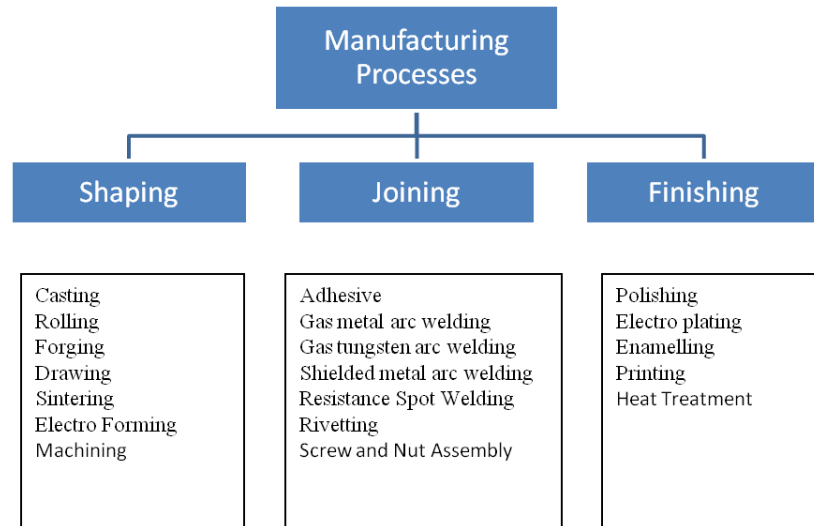 Manufacturing
Processes
Shaping
Joining
Finishing
Casting
Rolling
Forging
Drawing
Sintering
Electro Forming
Machining
Adhesive
Gas metal arc welding
Gas tungsten arc welding
Shielded metal arc welding
Resistance Spot Welding
Rivetting
Screw and Nut Assembly
Polishing
Electro plating
Enamelling
Printing
Heat Treatment